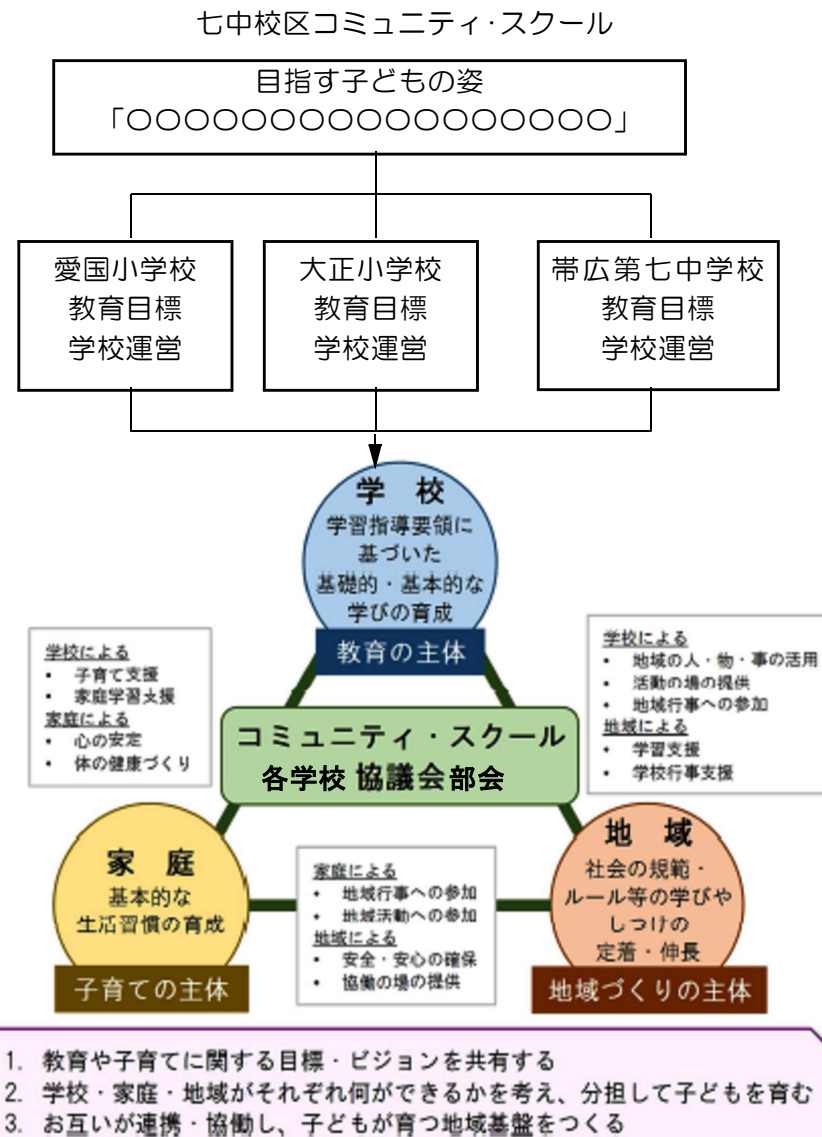 七中校区コミュニティ・スクール
目指す子どもの姿
「〇〇〇〇〇〇〇〇〇〇〇〇〇〇〇〇〇」
愛国小学校
教育目標
学校運営
大正小学校
教育目標
学校運営
帯広第七中学校
教育目標
学校運営
学 校
学習指導要領に
基づいた
基礎的・基本的な
学びの育成
教育の主体
学校による
• 子育て支援
• 家庭学習支援
家庭による
• 心の安定
• 体の健康づくり
学校による
• 地域の人・物・事の活用
• 活動の場の提供
• 地域行事への参加
地域による
• 学習支援
• 学校行事支援
コミュニティ・スクール
各学校 協議会部会
家 庭
基本的な
生活習慣の育成
子育ての主体
家庭による
• 地域行事への参加
• 地域活動への参加
地域による
• 安全・安心の確保
• 協働の場の提供
地 域
社会の規範・
ルール等の学びや
しつけの
定着・伸長
地域づくりの主体
1. 教育や子育てに関する目標・ビジョンを共有する
2. 学校・家庭・地域がそれぞれ何ができるかを考え、分担して子どもを育む
3. お互いが連携・協働し、子どもが育つ地域基盤をつくる